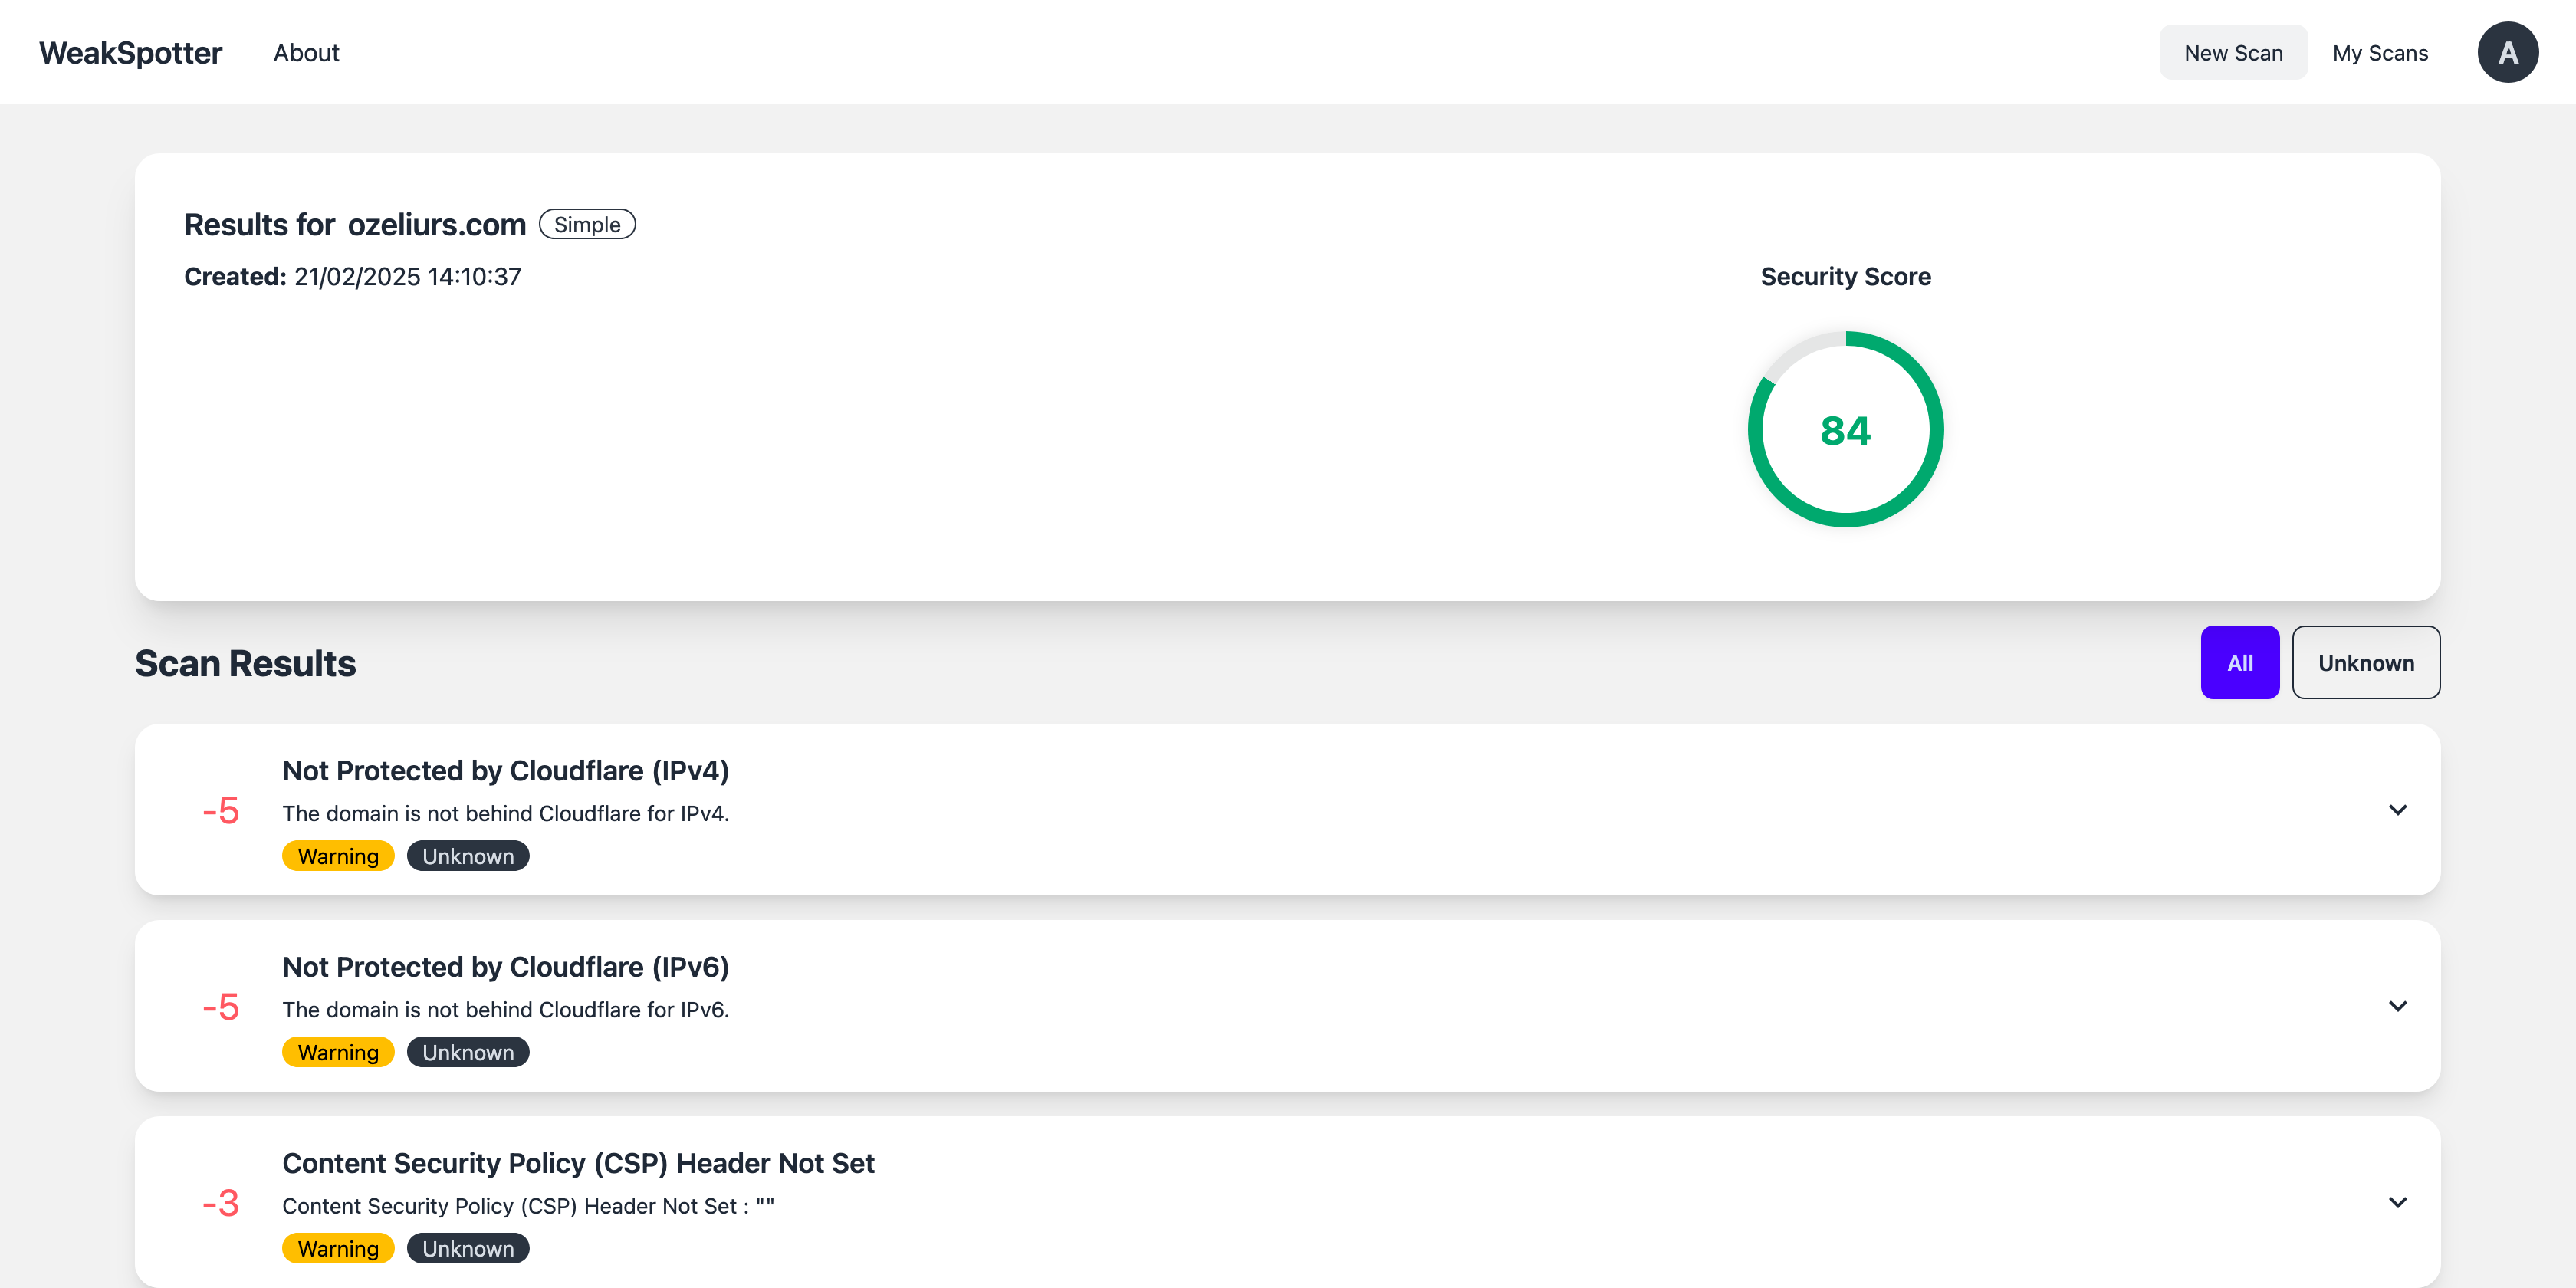 WeakSpotter About New Scan My Scans A
Results for ozeliurs.com Simple
Created: 21/02/2025 14:10:37
Security Score
84
Scan Results All Unknown
-5
Not Protected by Cloudflare (IPv4)
The domain is not behind Cloudflare for IPv4.
Warning Unknown
-5
Not Protected by Cloudflare (IPv6)
The domain is not behind Cloudflare for IPv6.
Warning Unknown
-3
Content Security Policy (CSP) Header Not Set
Content Security Policy (CSP) Header Not Set : ""
Warning Unknown